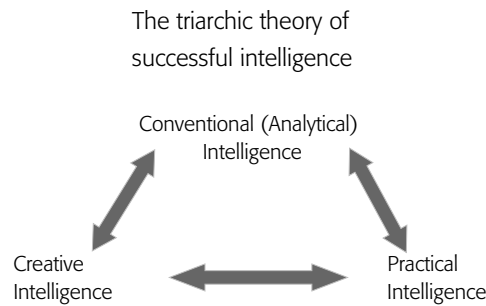 The triarchic theory of
successful intelligence
Conventional (Analytical)
Intelligence
Creative
Intelligence
Practical
Intelligence